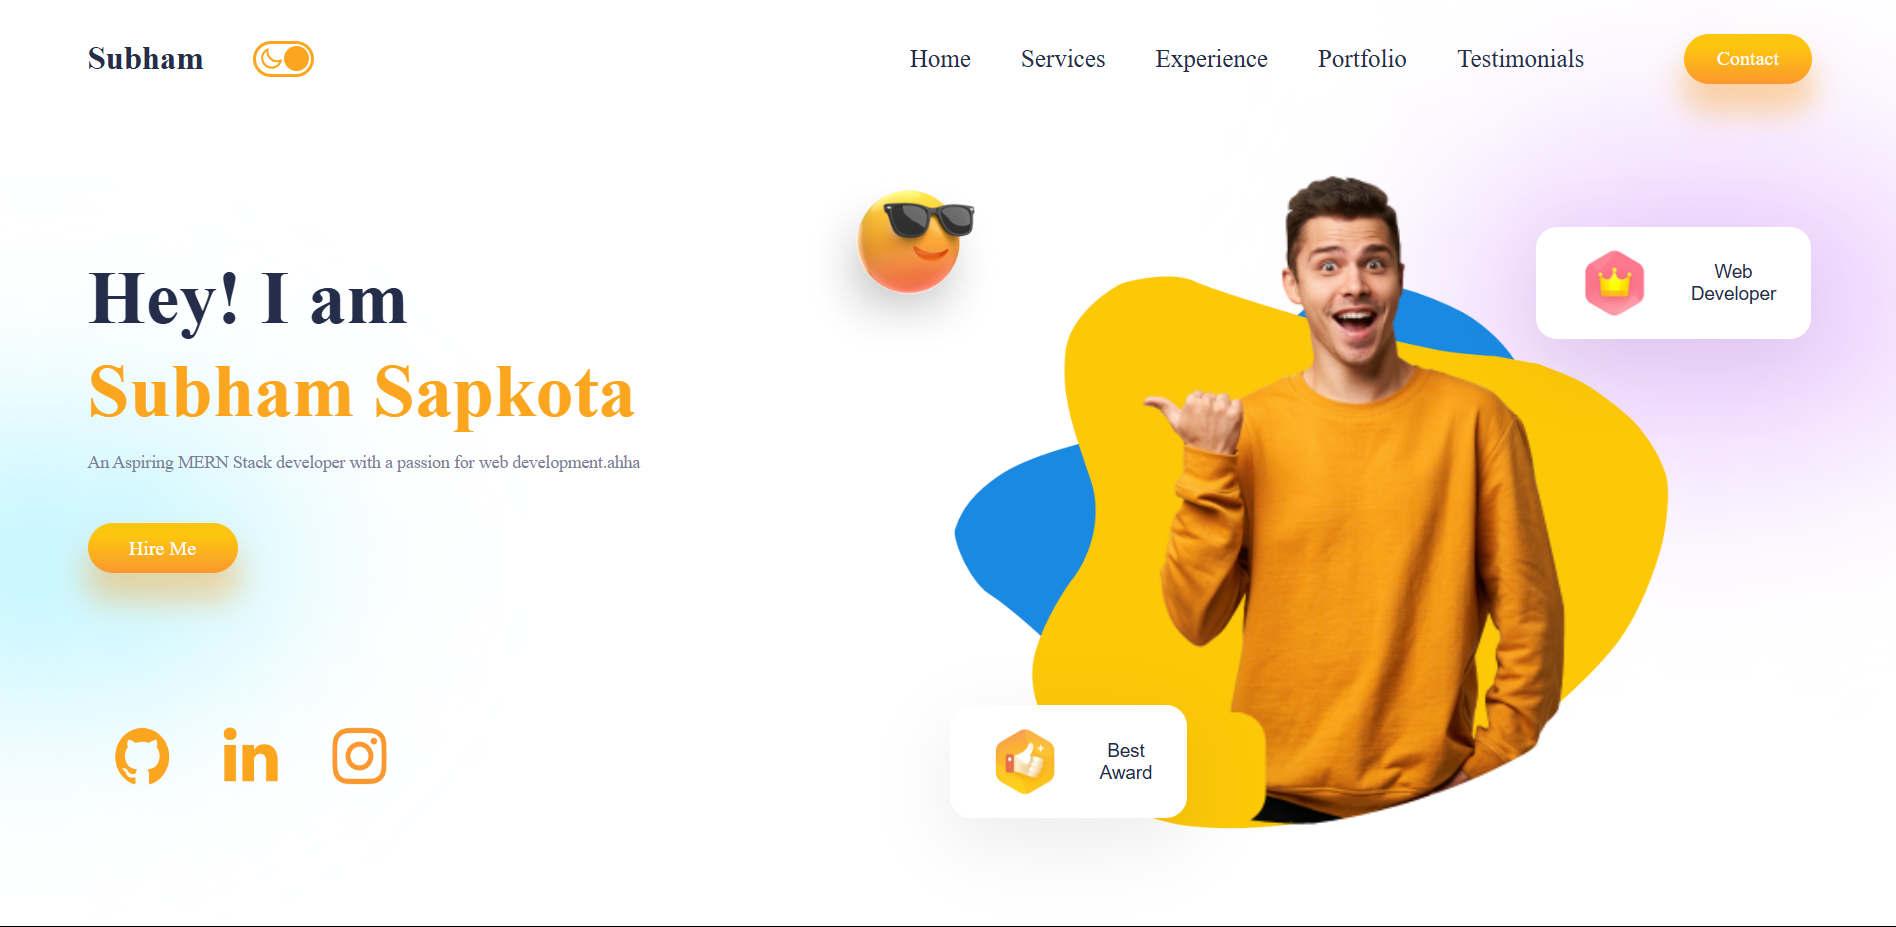 Subham
Home Services Experience Portfolio Testimonials Contact
Web
Developer
Hey! I am
Subham Sapkota
An Aspiring MERN Stack developer with a passion for web development.ahha
Hire Me
in
Best
Award